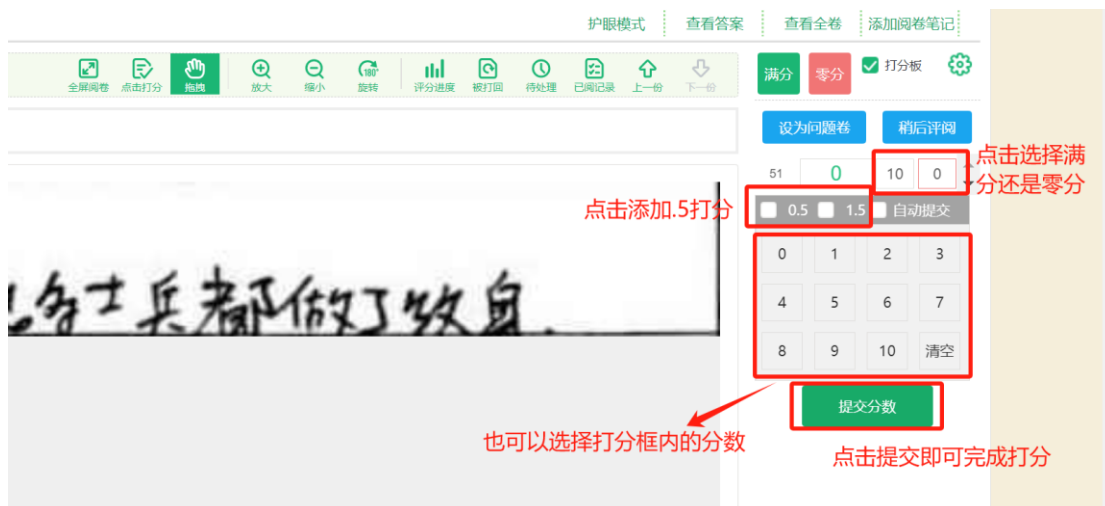 护眼模式 查看答案 查看全卷 添加阅卷笔记
全屏阅卷 点击打分 拖拽 放大 缩小 180° 旋转 评分进度 被打回 待处理 已阅记录 上一份 下一份 满分 零分 打分板
设为问题卷 稍后评阅
51 0 10 0
点击选择满
分还是零分
点击添加.5打分
0.5 1.5 自动提交
0 1 2 3
士兵都做了
4 5 6 7
8 9 10 清空
提交分数
也可以选择打分框内的分数
点击提交即可完成打分